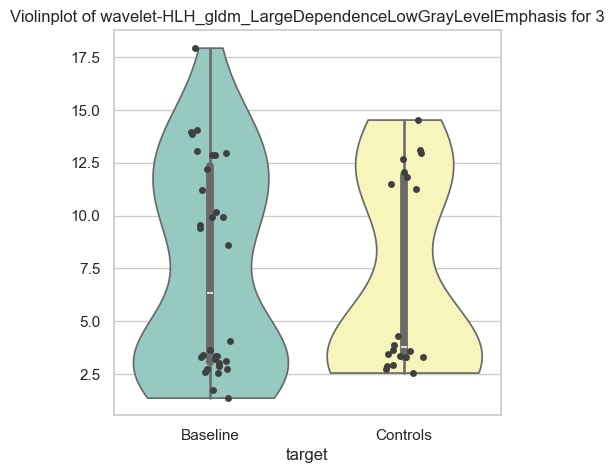 Violinplot of wavelet-HLH_gldm_LargeDependenceLowGrayLevelEmphasis for 3
17.5
15.0
12.5
10.0
7.5
5.0
2.5
Baseline
Controls
target